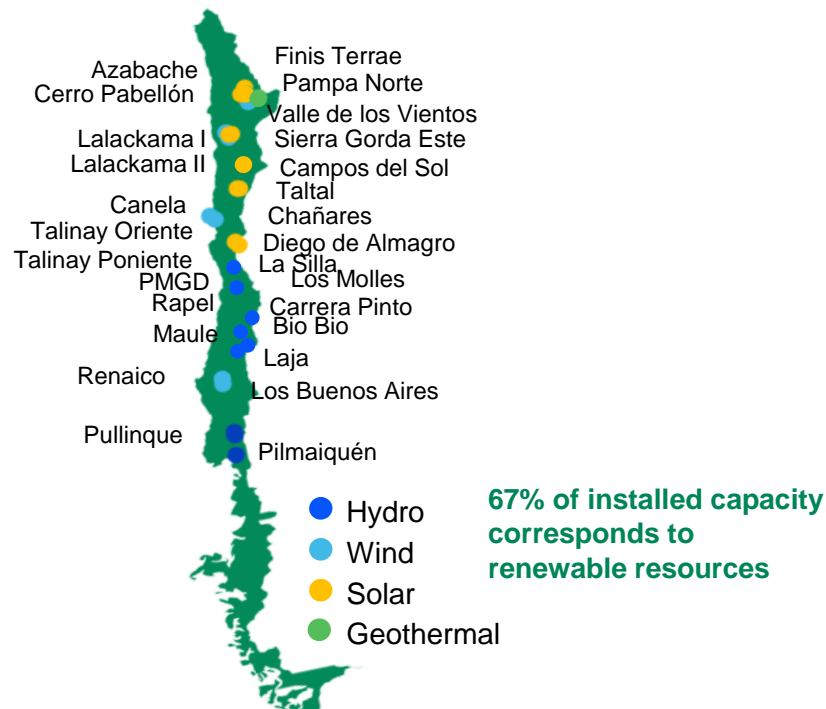 Finis Terrae
Azabache
Pampa Norte
Cerro Pabellón
Valle de los Vientos
Lalackama I
Sierra Gorda Este
Lalackama II
Campos del Sol
Taltal
Canela
Chañares
Talinay Oriente
Diego de Almagro
Talinay Poniente
La Silla
PMGD
Los Molles
Rapel
Carrera Pinto
Maule
Bio Bio
Laja
Renaico
Los Buenos Aires
Pullinque
Pilmaiquén
Hydro
Wind
Solar
Geothermal
67% of installed capacity
corresponds to
renewable resources